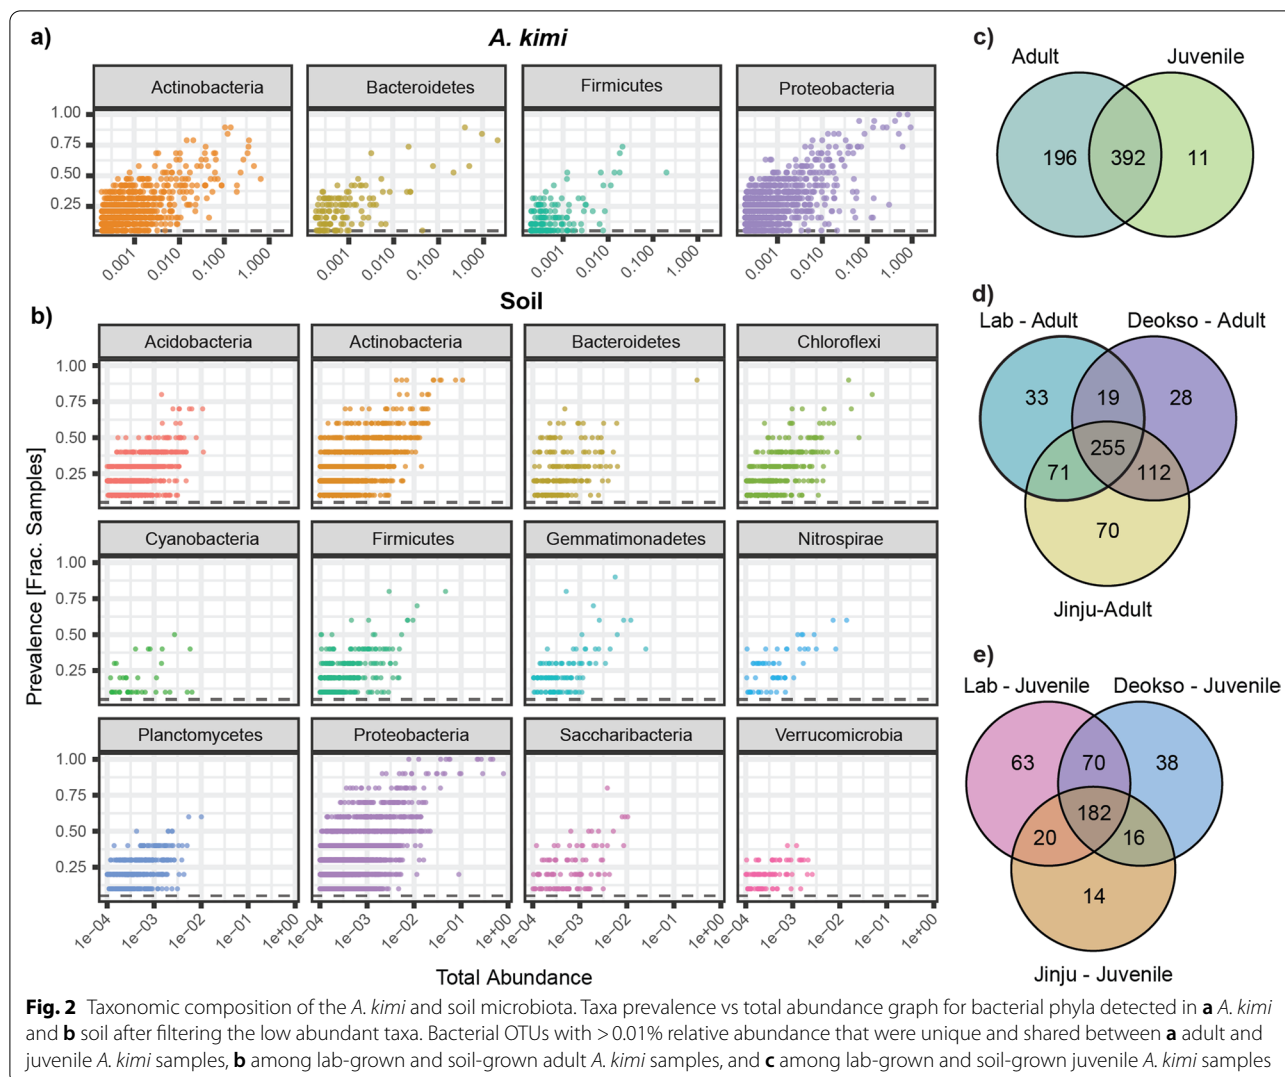 a)
A. kimi
Actinobacteria Bacteroidetes Firmicutes Proteobacteria
1.00
0.75
0.50
0.25
0.001 0.010 0.100 1.000 0.001 0.010 0.100 1.000 0.001 0.010 0.100 1.000 0.001 0.010 0.100 1.000
b)
Soil
Prevalence [Frac. Samples]
Acidobacteria Actinobacteria Bacteroidetes Chloroflexi
1.00
0.75
0.50
0.25
Cyanobacteria Firmicutes Gemmatimonadetes Nitrospirae
1.00
0.75
0.50
0.25
Planctomycetes Proteobacteria Saccharibacteria Verrucomicrobia
1.00
0.75
0.50
0.25
1e−04 1e−03 1e−02 1e−01 1e+00 1e−04 1e−03 1e−02 1e−01 1e+00 1e−04 1e−03 1e−02 1e−01 1e+00 1e−04 1e−03 1e−02 1e−01 1e+00
Total Abundance
c)
Adult Juvenile
196 392 11
d)
Lab - Adult Deokso - Adult
33 19 28
255
71 112
70
Jinju-Adult
e)
Lab - Juvenile Deokso - Juvenile
63 70 38
182
20 16
14
Jinju - Juvenile
Fig. 2 Taxonomic composition of the A. kimi and soil microbiota. Taxa prevalence vs total abundance graph for bacterial phyla detected in a A. kimi
and b soil after filtering the low abundant taxa. Bacterial OTUs with > 0.01% relative abundance that were unique and shared between a adult and
juvenile A. kimi samples, b among lab-grown and soil-grown adult A. kimi samples, and c among lab-grown and soil-grown juvenile A. kimi samples